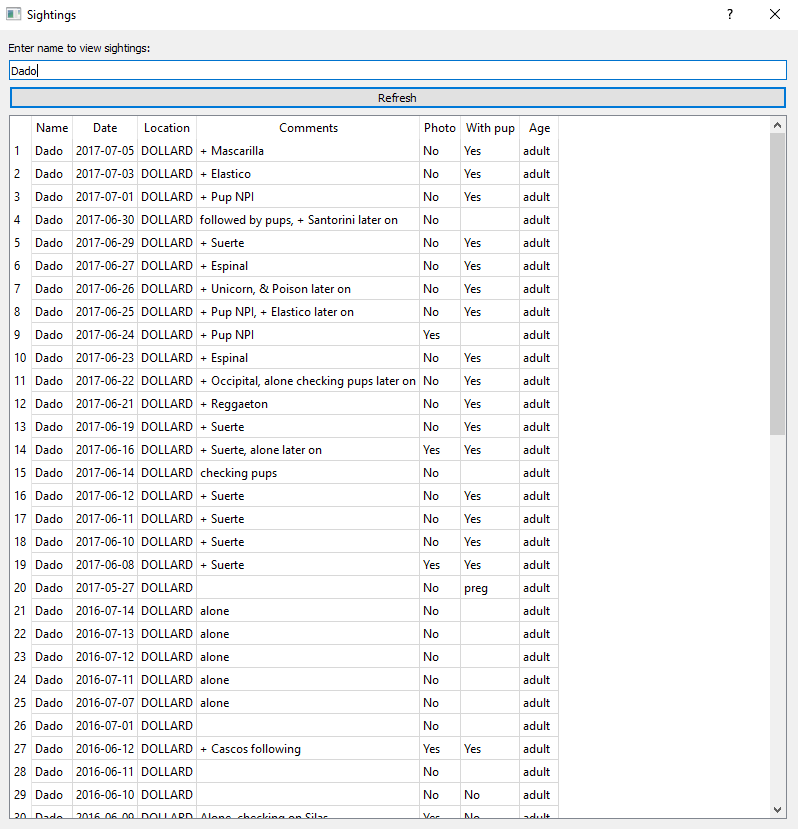 Sightings ?
Enter name to view sightings:
Dado
Refresh
Name Date Location Comments Photo With pup Age
1 Dado 2017-07-05 DOLLARD + Mascarilla No Yes adult
2 Dado 2017-07-03 DOLLARD + Elastico No Yes adult
3 Dado 2017-07-01 DOLLARD + Pup NPI No Yes adult
4 Dado 2017-06-30 DOLLARD followed by pups, + Santorini later on No adult
5 Dado 2017-06-29 DOLLARD + Suerte No Yes adult
6 Dado 2017-06-27 DOLLARD + Espinal No Yes adult
7 Dado 2017-06-26 DOLLARD + Unicorn, & Poison later on No Yes adult
8 Dado 2017-06-25 DOLLARD + Pup NPI, + Elastico later on No Yes adult
9 Dado 2017-06-24 DOLLARD + Pup NPI Yes adult
10 Dado 2017-06-23 DOLLARD + Espinal No Yes adult
11 Dado 2017-06-22 DOLLARD + Occipital, alone checking pups later on No Yes adult
12 Dado 2017-06-21 DOLLARD + Reggaeton No Yes adult
13 Dado 2017-06-19 DOLLARD + Suerte No Yes adult
14 Dado 2017-06-16 DOLLARD + Suerte, alone later on Yes Yes adult
15 Dado 2017-06-14 DOLLARD checking pups No adult
16 Dado 2017-06-12 DOLLARD + Suerte No Yes adult
17 Dado 2017-06-11 DOLLARD + Suerte No Yes adult
18 Dado 2017-06-10 DOLLARD + Suerte No Yes adult
19 Dado 2017-06-08 DOLLARD + Suerte Yes Yes adult
20 Dado 2017-05-27 DOLLARD No preg adult
21 Dado 2016-07-14 DOLLARD alone No adult
22 Dado 2016-07-13 DOLLARD alone No adult
23 Dado 2016-07-12 DOLLARD alone No adult
24 Dado 2016-07-11 DOLLARD alone No adult
25 Dado 2016-07-07 DOLLARD alone No adult
26 Dado 2016-07-01 DOLLARD No adult
27 Dado 2016-06-12 DOLLARD + Cascos following Yes Yes adult
28 Dado 2016-06-11 DOLLARD No adult
29 Dado 2016-06-10 DOLLARD No No adult
30 Dado 2016-06-09 DOLLARD Alone, checking on Silas Yes No adult